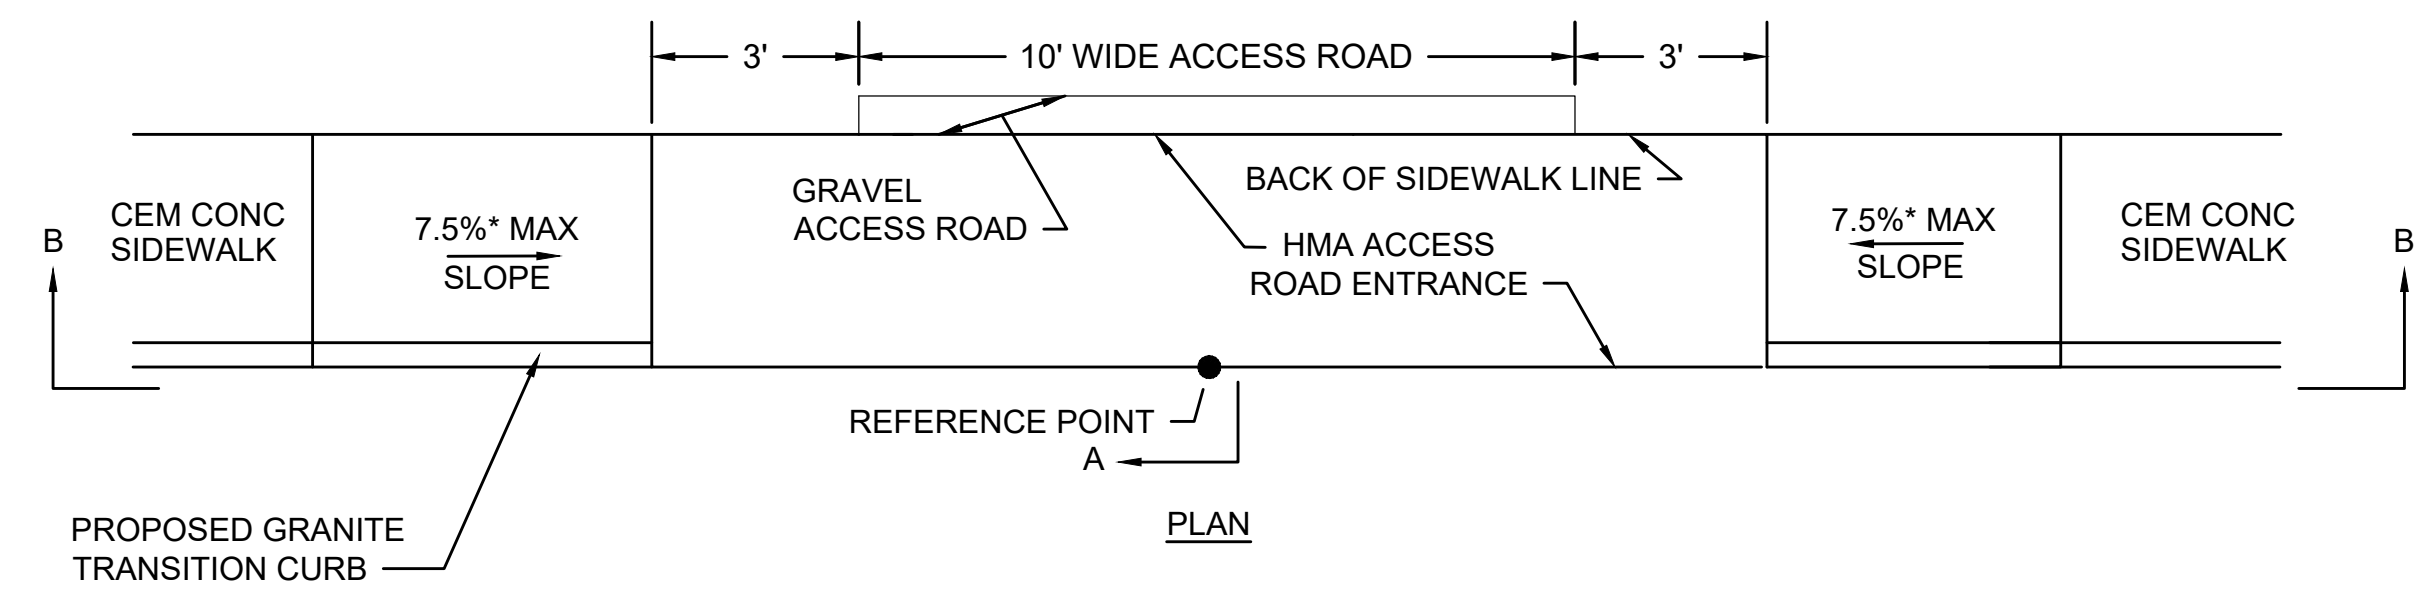 3'
10' WIDE ACCESS ROAD
3'
BACK OF SIDEWALK LINE
GRAVEL
ACCESS ROAD
CEM CONC
SIDEWALK
7.5%* MAX
SLOPE
7.5%* MAX
SLOPE
CEM CONC
SIDEWALK
B
B
HMA ACCESS
ROAD ENTRANCE
REFERENCE POINT
A
PLAN
PROPOSED GRANITE
TRANSITION CURB